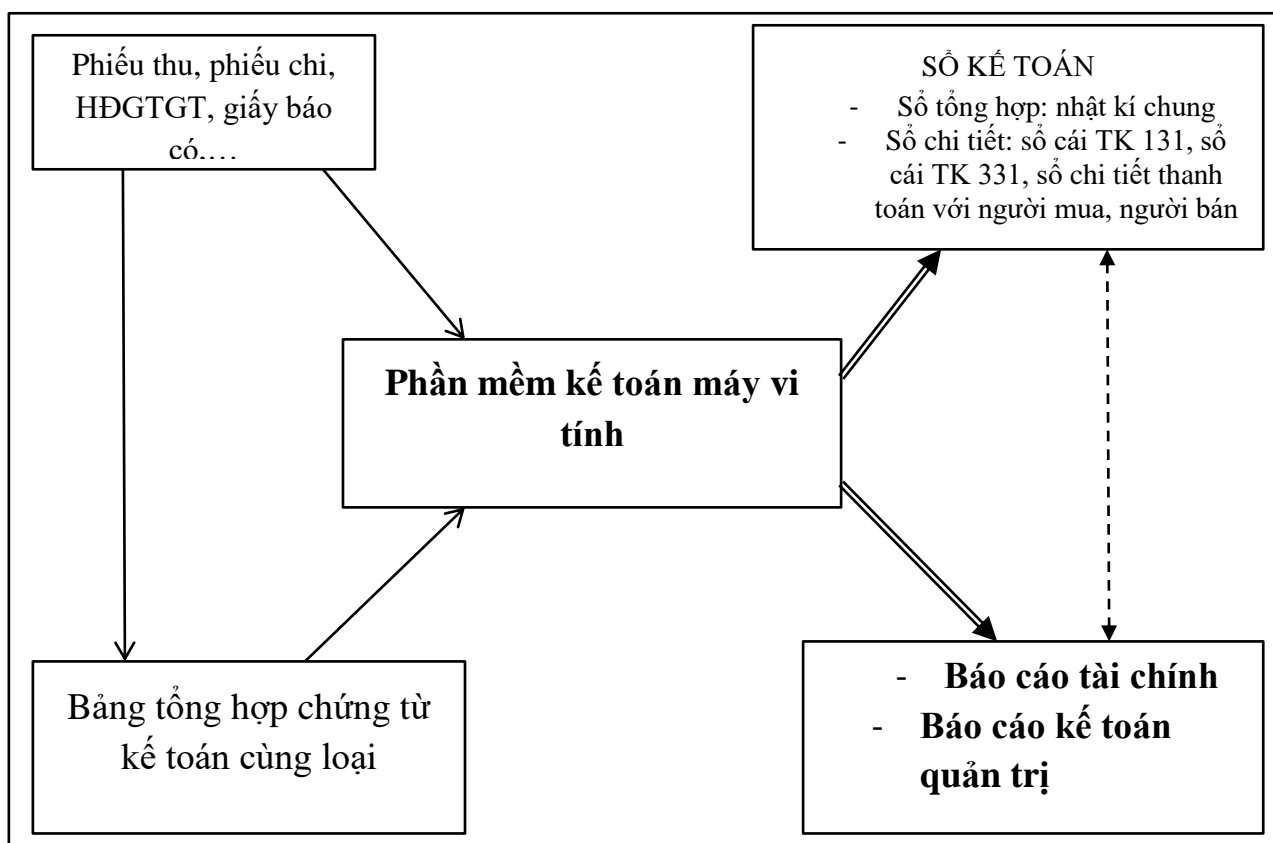 Phiếu thu, phiếu chi,
HĐGTGT, giấy báo
có,…
SỔ KẾ TOÁN
- Sổ tổng hợp: nhật kí chung
- Sổ chi tiết: sổ cái TK 131, sổ
cái TK 331, sổ chi tiết thanh
toán với người mua, người bán
Phần mềm kế toán máy vi
tính
Bảng tổng hợp chứng từ
kế toán cùng loại
- Báo cáo tài chính
- Báo cáo kế toán
quản trị